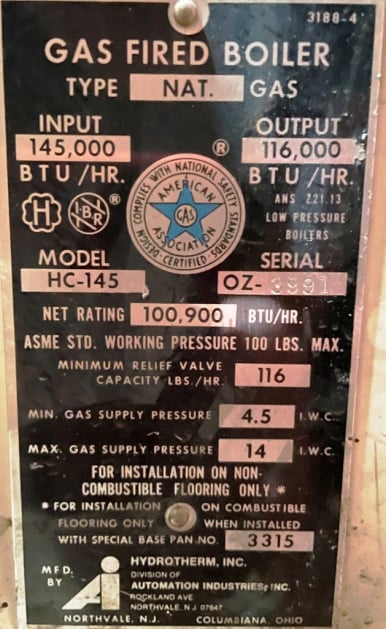 3188-4
GAS FIRED BOILER
TYPE NAT. GAS
INPUT OUTPUT
145,000 ® 116,000
BTU/HR. BTU/HR.
DESIGN COMPLIES WITH NATIONAL SAFETY STANDARDS
CERTIFIED
AMERICAN GAS ASSOCIATION
H I=B=R ®
ANS Z21.13
LOW PRESSURE
BOILERS
MODEL SERIAL
HC-145 OZ-
NET RATING 100,900 BTU/HR.
ASME STD. WORKING PRESSURE 100 LBS. MAX.
MINIMUM RELIEF VALVE
CAPACITY LBS./HR. 116
MIN. GAS SUPPLY PRESSURE 4.5 I.W.C.
MAX. GAS SUPPLY PRESSURE 14 I.W.C.
FOR INSTALLATION ON NON-
COMBUSTIBLE FLOORING ONLY *
* FOR INSTALLATION ON COMBUSTIBLE
FLOORING ONLY WHEN INSTALLED
WITH SPECIAL BASE PAN NO. 3315
MFD. BY Ai HYDROTHERM, INC.
DIVISION OF
AUTOMATION INDUSTRIES, INC.
ROCKLAND AVE
NORTHVALE, N.J. 07647
NORTHVALE, N.J. COLUMBIANA, OHIO